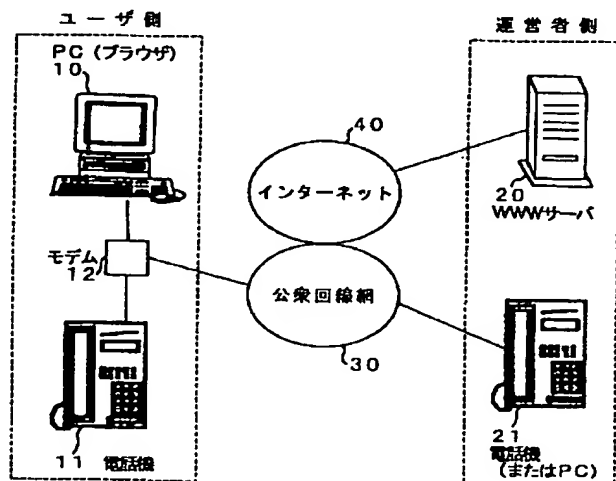 ユーザ側
PC（ブラウザ）
10
モデム
12
11 電話機
40
インターネット
公衆回線網
30
運営者側
20
WWWサーバ
21
電話機
（またはPC）